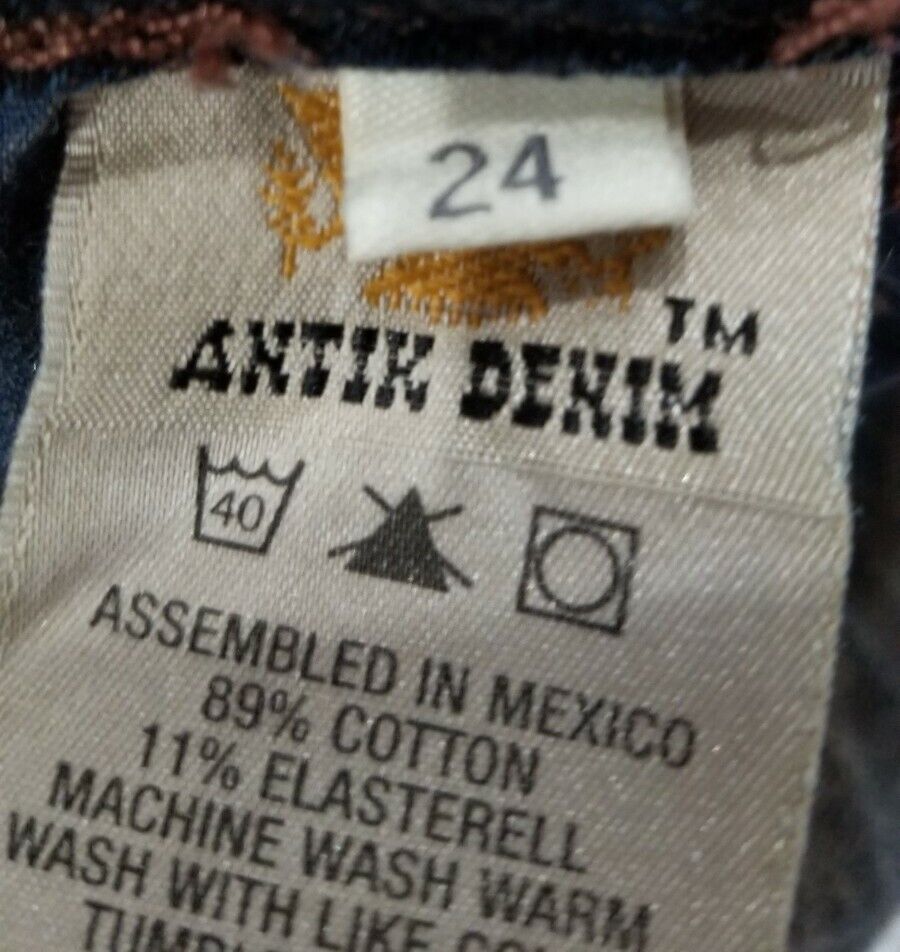 24
ANTIK DENIM™
40
ASSEMBLED IN MEXICO
89% COTTON
11% ELASTERELL
MACHINE WASH WARM
WASH WITH LIKE